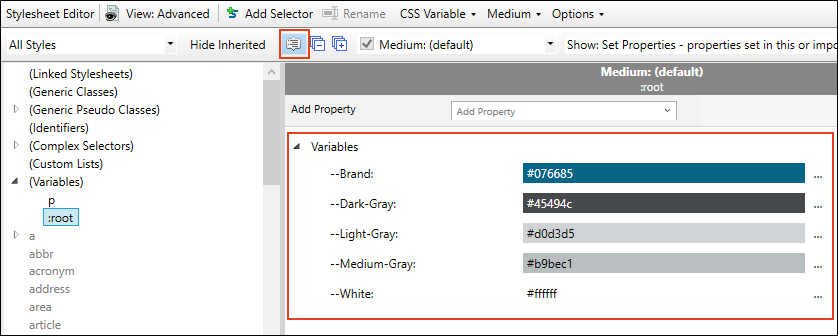 Stylesheet Editor View: Advanced Add Selector Rename CSS Variable Medium Options
All Styles Hide Inherited Medium: (default) Show: Set Properties - properties set in this or impo
(Linked Stylesheets)
(Generic Classes)
(Generic Pseudo Classes)
(Identifiers)
(Complex Selectors)
(Custom Lists)
(Variables)
p
:root
a
abbr
acronym
address
area
article
Medium: (default)
:root
Add Property Add Property
Variables
--Brand: #076685 ...
--Dark-Gray: #45494c ...
--Light-Gray: #d0d3d5 ...
--Medium-Gray: #b9bec1 ...
--White: #ffffff ...